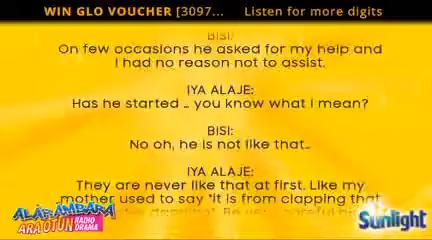 WIN GLO VOUCHER [3097... Listen for more digits
BISI:
On few occasions he asked for my help and
I had no reason not to assist.
IYA ALAJE:
Has he started … you know what I mean?
BISI:
No oh, he is not like that…
IYA ALAJE:
They are never like that at first. Like my
mother used to say "it is from clapping that
ALÁRÀMBARÀ
ARA ỌTUN
RADIO
DRAMA
Sunlight